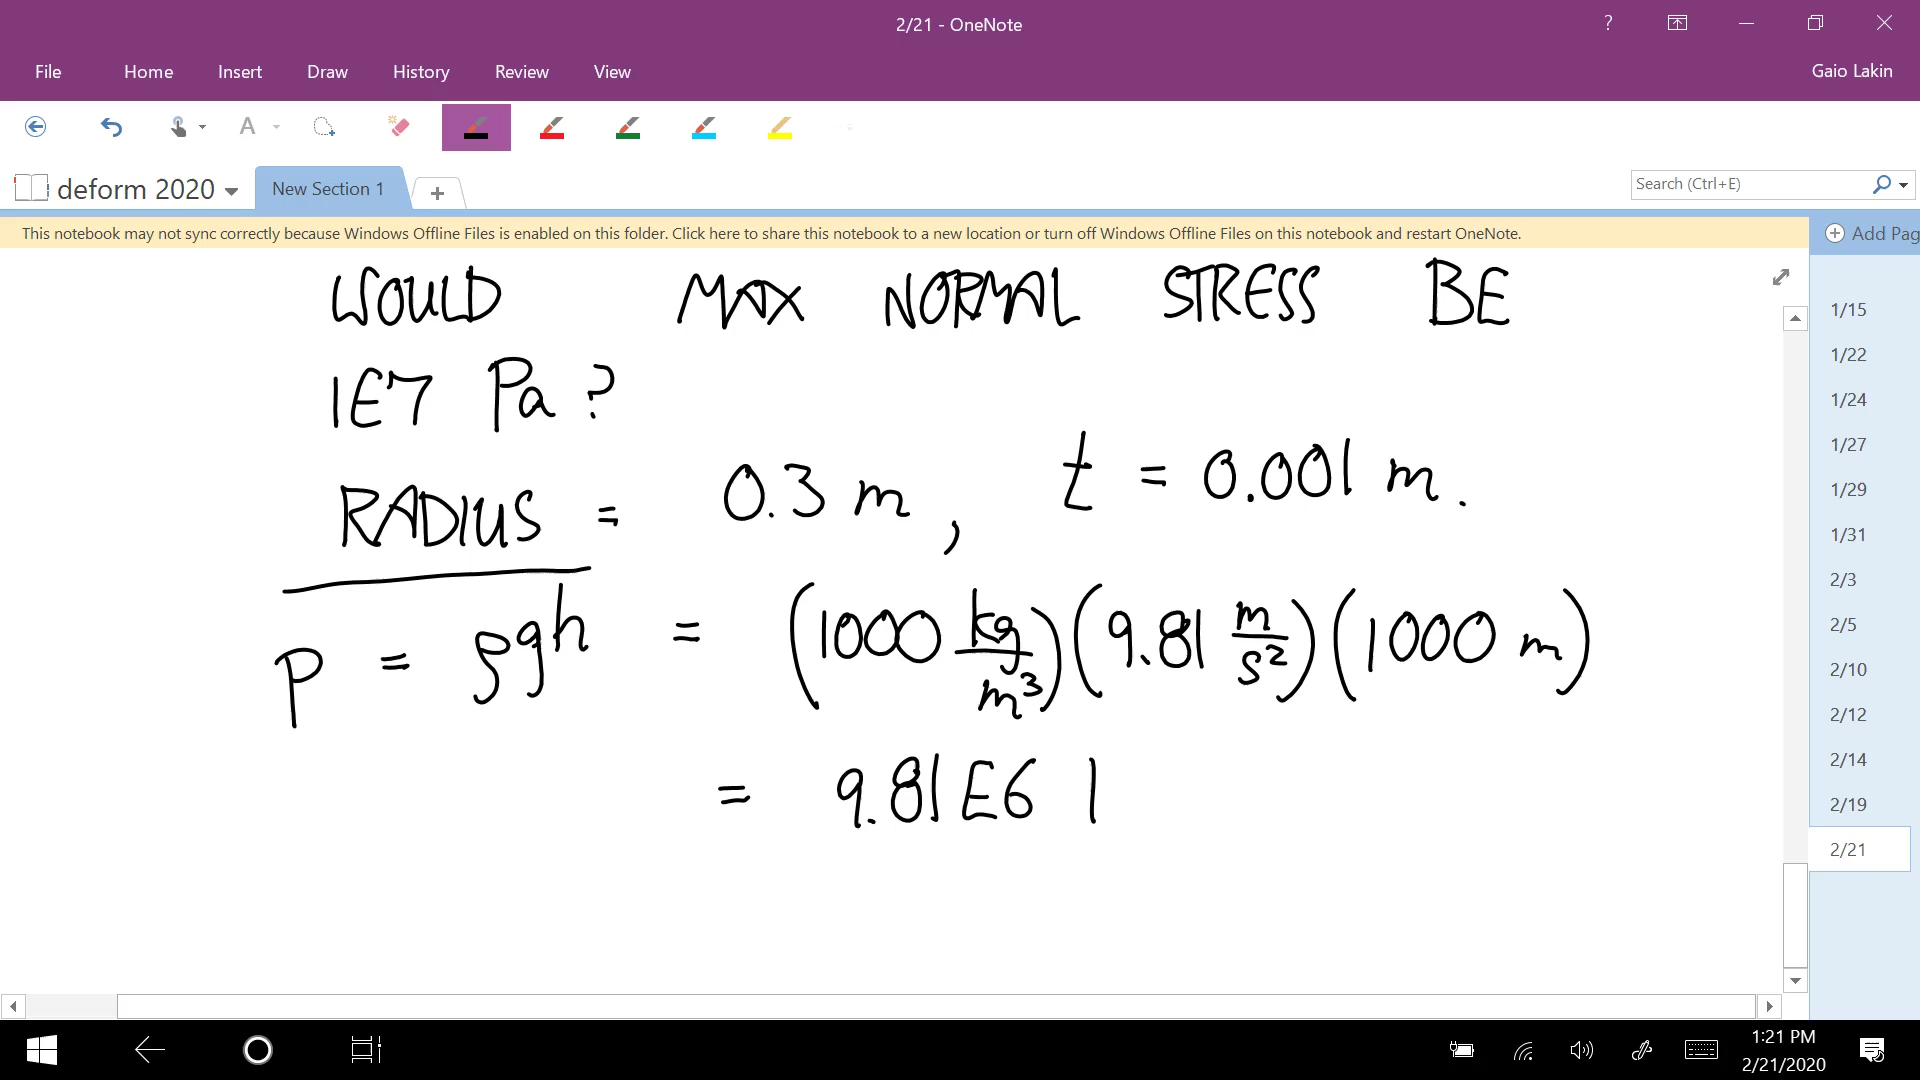 2/21 - OneNote
File Home Insert Draw History Review View
Gaio Lakin
deform 2020 New Section 1
Search (Ctrl+E)
This notebook may not sync correctly because Windows Offline Files is enabled on this folder. Click here to share this notebook to a new location or turn off Windows Offline Files on this notebook and restart OneNote.
Add Pag
WOULD MAX NORMAL STRESS BE
1E7 Pa?
RADIUS = 0.3 m, t = 0.001 m.
P = ρgh = (1000 kg/m³)(9.81 m/s²)(1000 m)
= 9.81E6 1
1/15
1/22
1/24
1/27
1/29
1/31
2/3
2/5
2/10
2/12
2/14
2/19
2/21
1:21 PM
2/21/2020